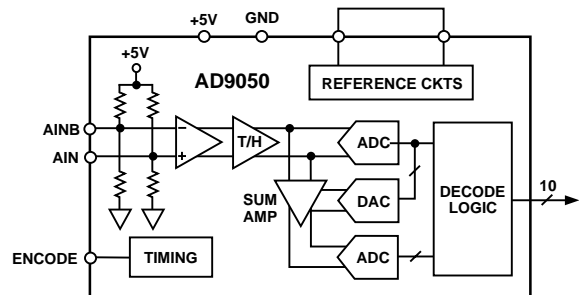 +5V GND
+5V
AD9050
REFERENCE CKTS
AINB
AIN
−
+
T/H
ADC
SUM
AMP
DAC
DECODE
LOGIC
10
ENCODE
TIMING
ADC